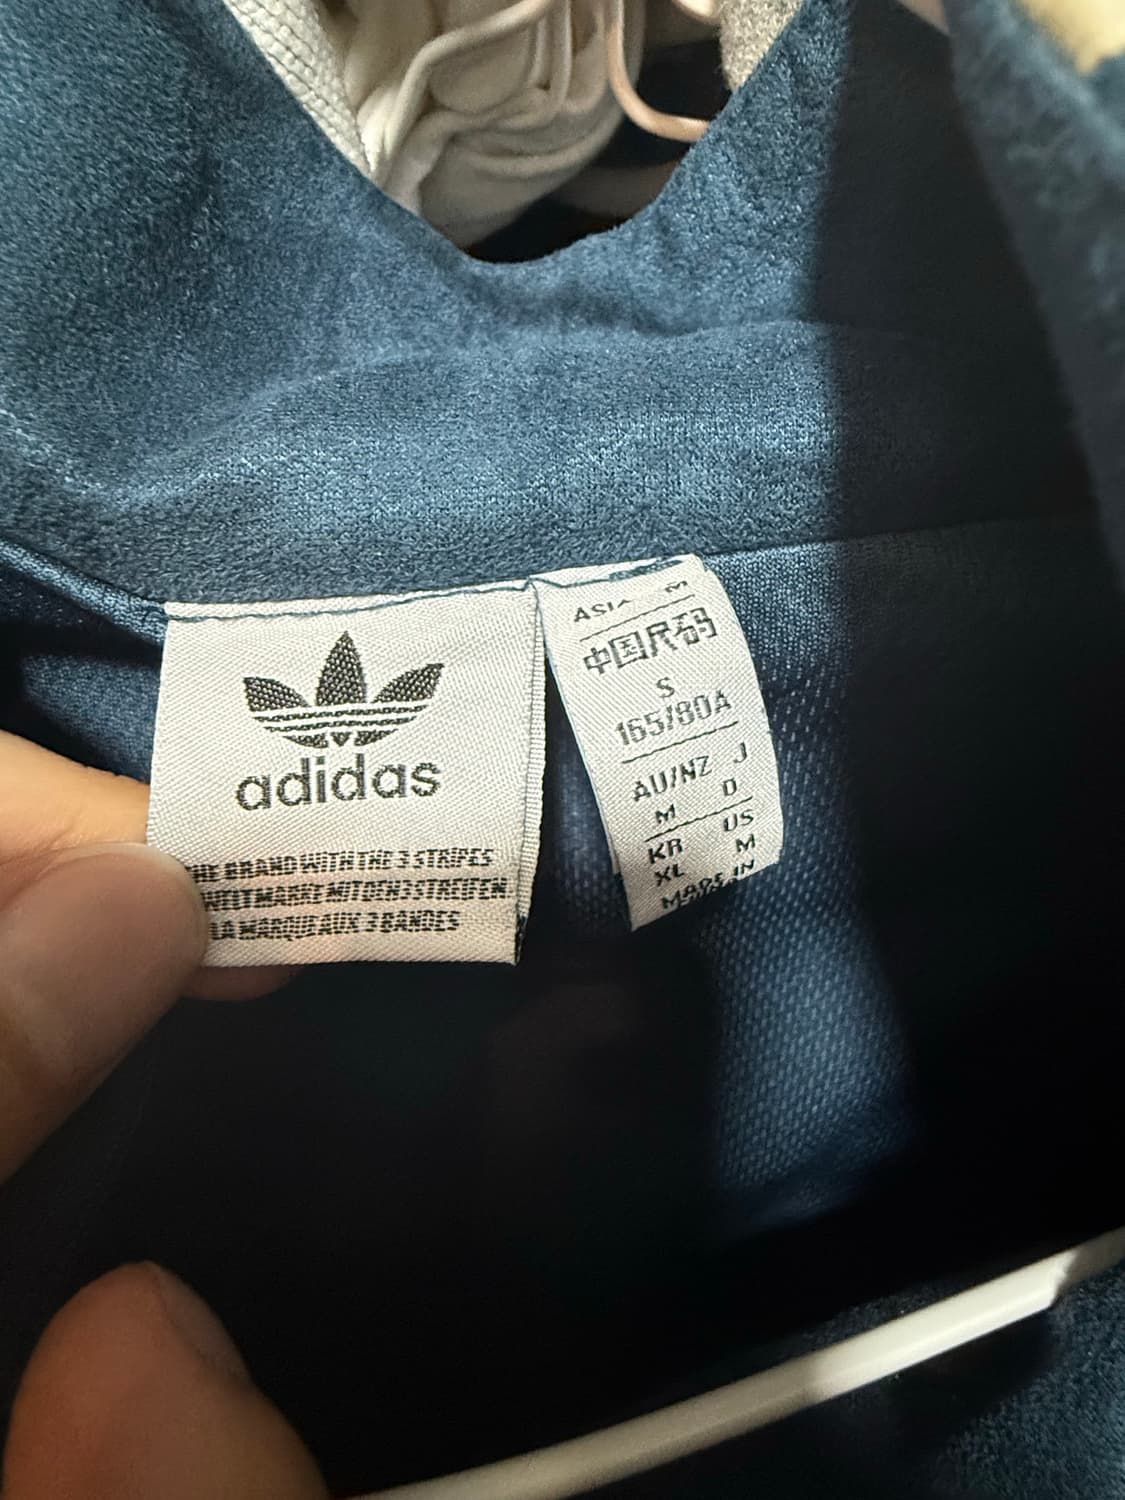 adidas
THE BRAND WITH THE 3 STRIPES
WELTMARKE MIT DEN 3 STREIFEN
LA MARQUE AUX 3 BANDES
中国尺码
S
165/80A
AU/NZ J
M O
KR US
XL M
MADE IN